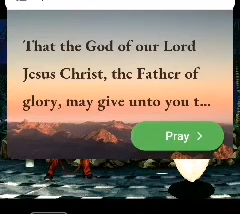 That the God of our Lord
Jesus Christ, the Father of
glory, may give unto you t...
Pray >